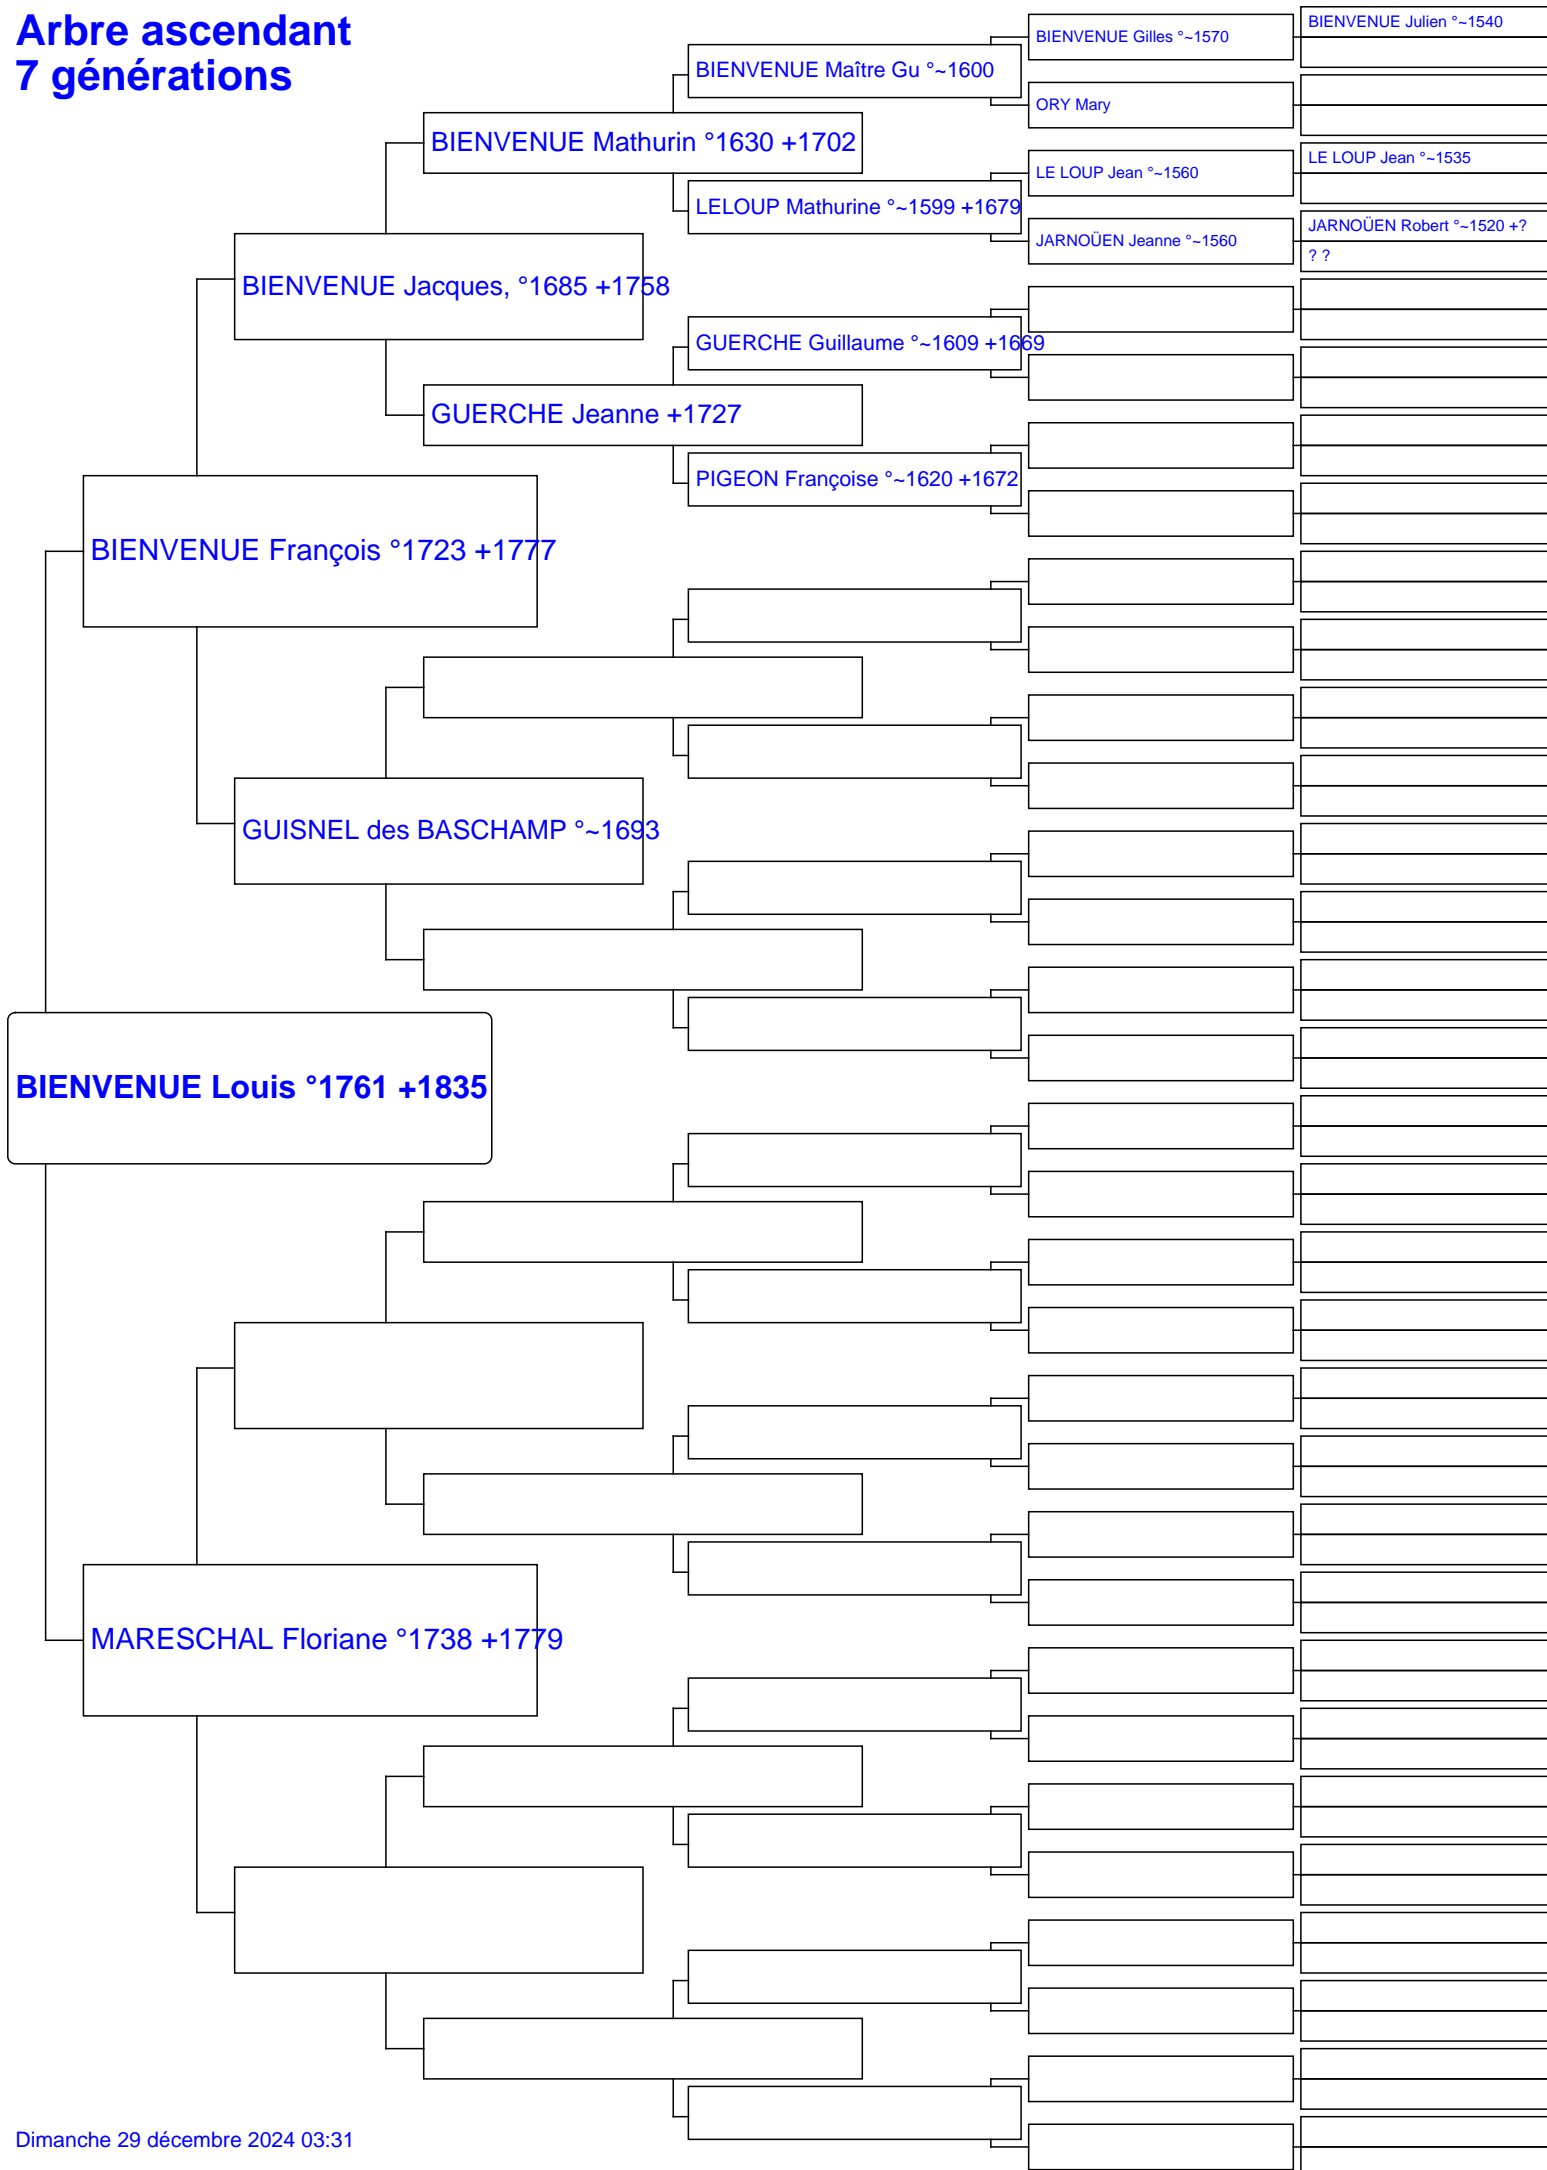 Arbre ascendant
7 générations
BIENVENUE Louis °1761 +1835
BIENVENUE François °1723 +1777
MARESCHAL Floriane °1738 +1779
BIENVENUE Jacques, °1685 +1758
GUISNEL des BASCHAMP °~1693
BIENVENUE Mathurin °1630 +1702
GUERCHE Jeanne +1727
BIENVENUE Maître Gu °~1600
LELOUP Mathurine °~1599 +1679
GUERCHE Guillaume °~1609 +1669
PIGEON Françoise °~1620 +1672
BIENVENUE Gilles °~1570
ORY Mary
LE LOUP Jean °~1560
JARNOÜEN Jeanne °~1560
BIENVENUE Julien °~1540
LE LOUP Jean °~1535
JARNOÜEN Robert °~1520 +?
? ?
Dimanche 29 décembre 2024 03:31